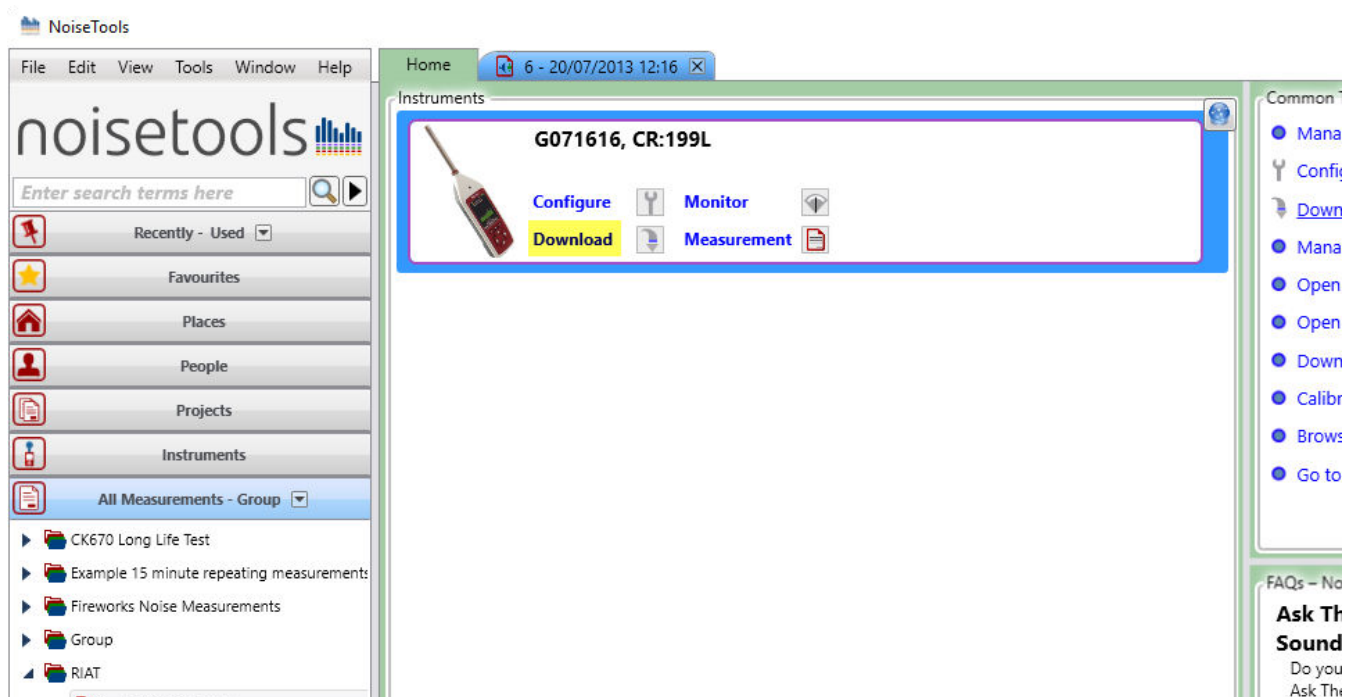 NoiseTools
File Edit View Tools Window Help
noisetools
Enter search terms here
Recently - Used
Favourites
Places
People
Projects
Instruments
All Measurements - Group
CK670 Long Life Test
Example 15 minute repeating measurements
Fireworks Noise Measurements
Group
RIAT
Home
6 - 20/07/2013 12:16
Instruments
G071616, CR:199L
Configure Monitor
Download Measurement
Common
Mana
Confi
Down
Mana
Open
Open
Down
Calibr
Brows
Go to
FAQs – No
Ask Th
Sound
Do you
Ask The